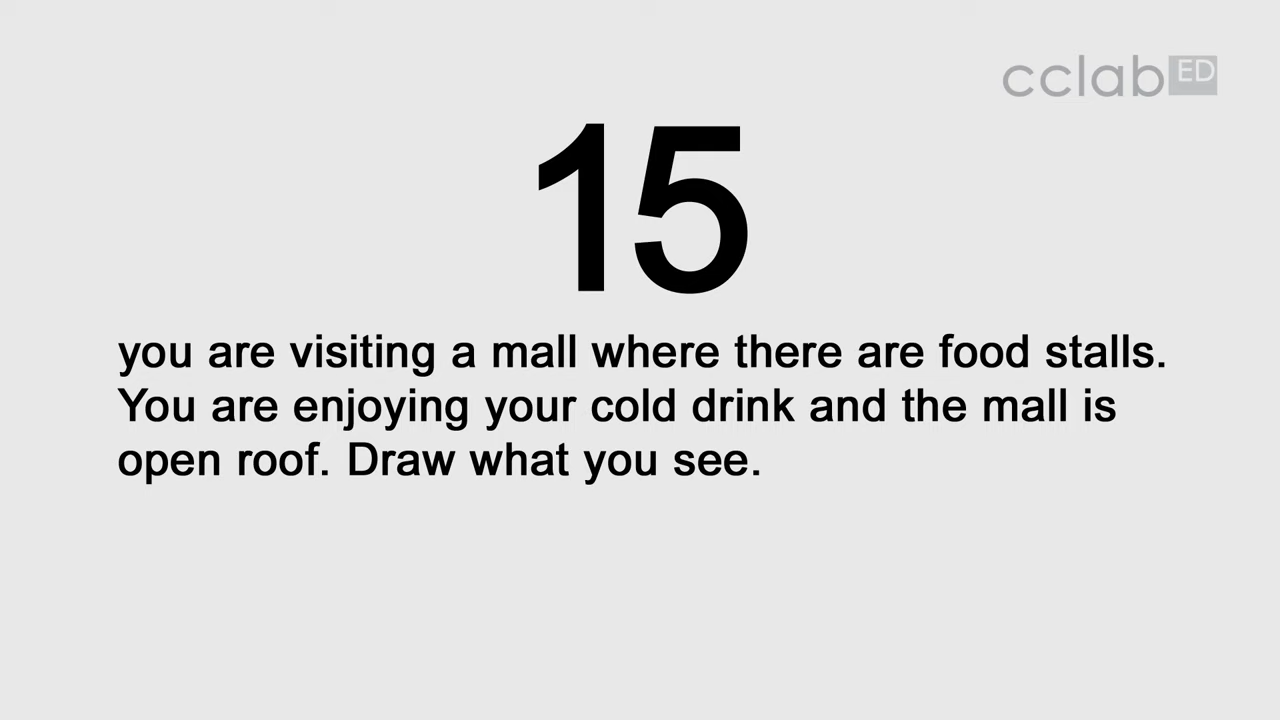 cclab ED
15
you are visiting a mall where there are food stalls.
You are enjoying your cold drink and the mall is
open roof. Draw what you see.